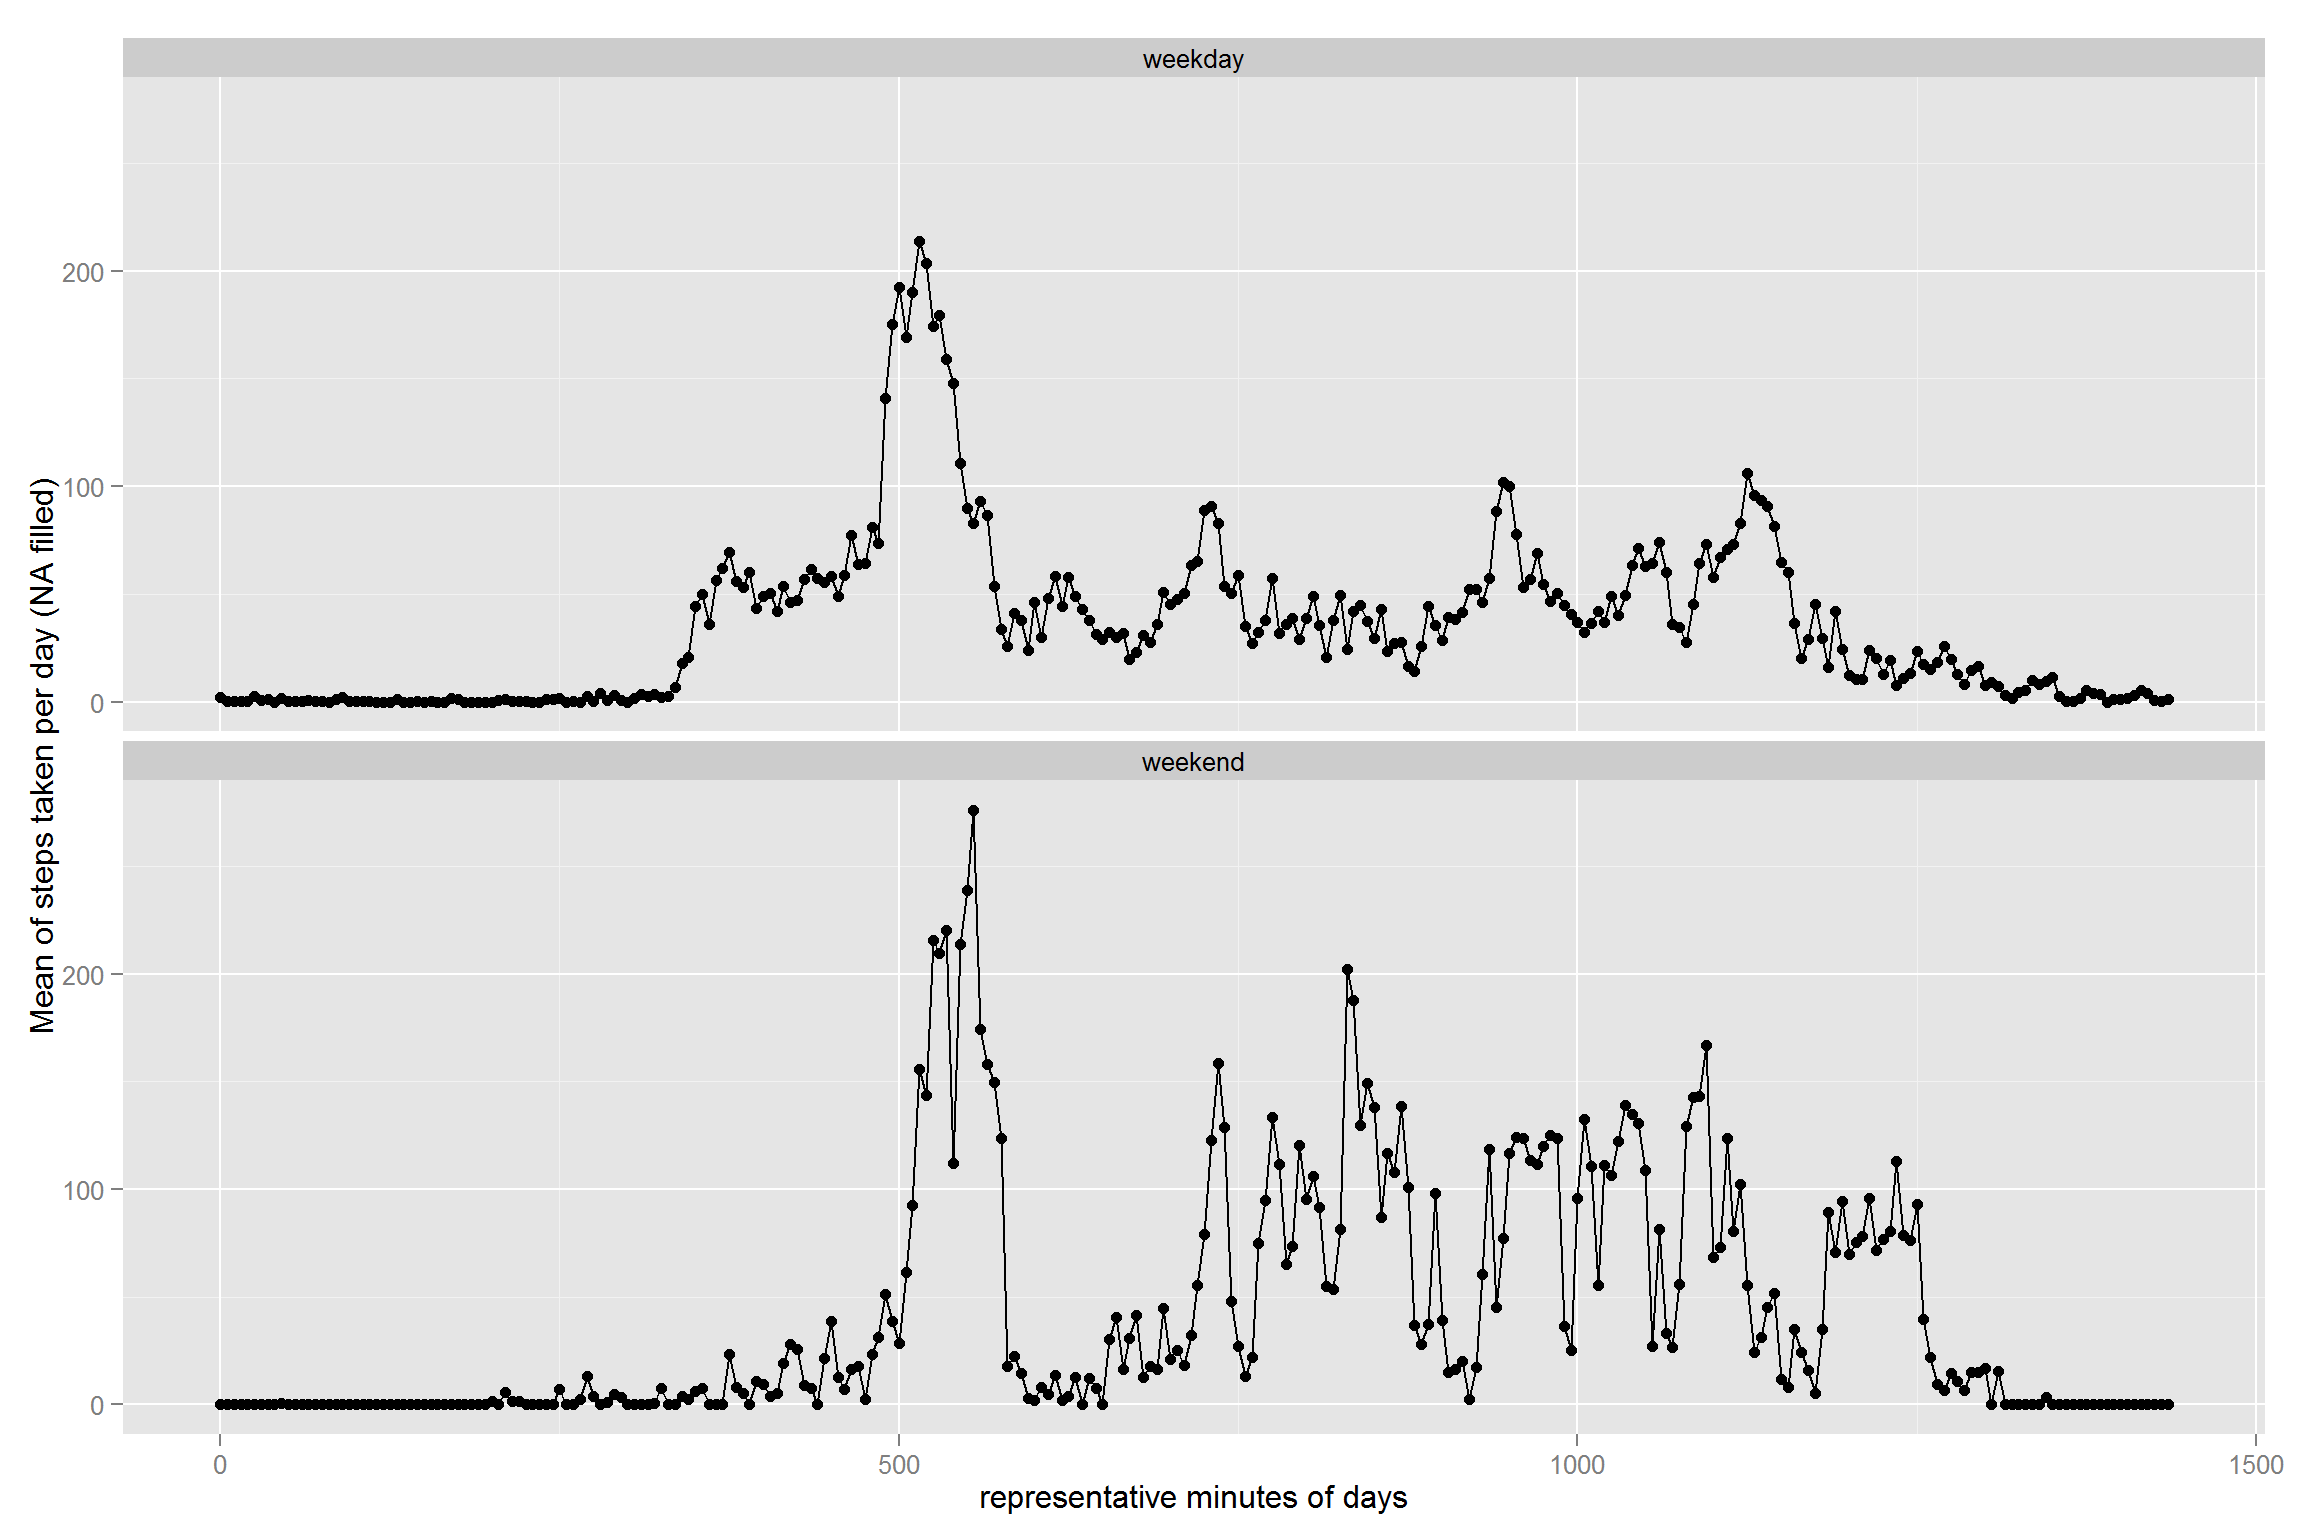 weekday
200
100
0
Mean of steps taken per day (NA filled)
weekend
200
100
0
0 500 1000 1500
representative minutes of days